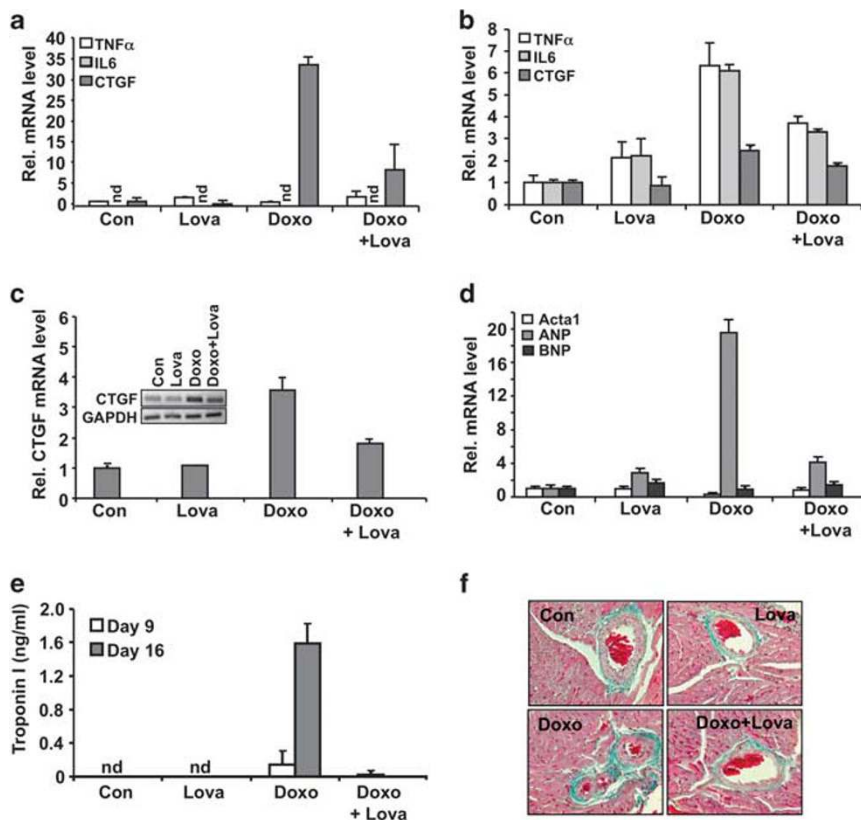 a
TNFα
IL6
CTGF
Rel. mRNA level
40
35
30
25
20
15
10
5
0
nd
nd
nd
nd
Con
Lova
Doxo
Doxo
+Lova
b
TNFα
IL6
CTGF
Rel. mRNA level
8
7
6
5
4
3
2
1
0
Con
Lova
Doxo
Doxo
+Lova
c
Rel. CTGF mRNA level
6
5
4
3
2
1
0
Con
Lova
Doxo
Doxo+Lova
CTGF
GAPDH
Con
Lova
Doxo
Doxo
+ Lova
d
Acta1
ANP
BNP
Rel. mRNA level
20
16
12
8
4
0
Con
Lova
Doxo
Doxo
+Lova
e
Day 9
Day 16
Troponin I (ng/ml)
2.0
1.6
1.2
0.8
0.4
0
nd
nd
Con
Lova
Doxo
Doxo
+ Lova
f
Con
Lova
Doxo
Doxo+Lova